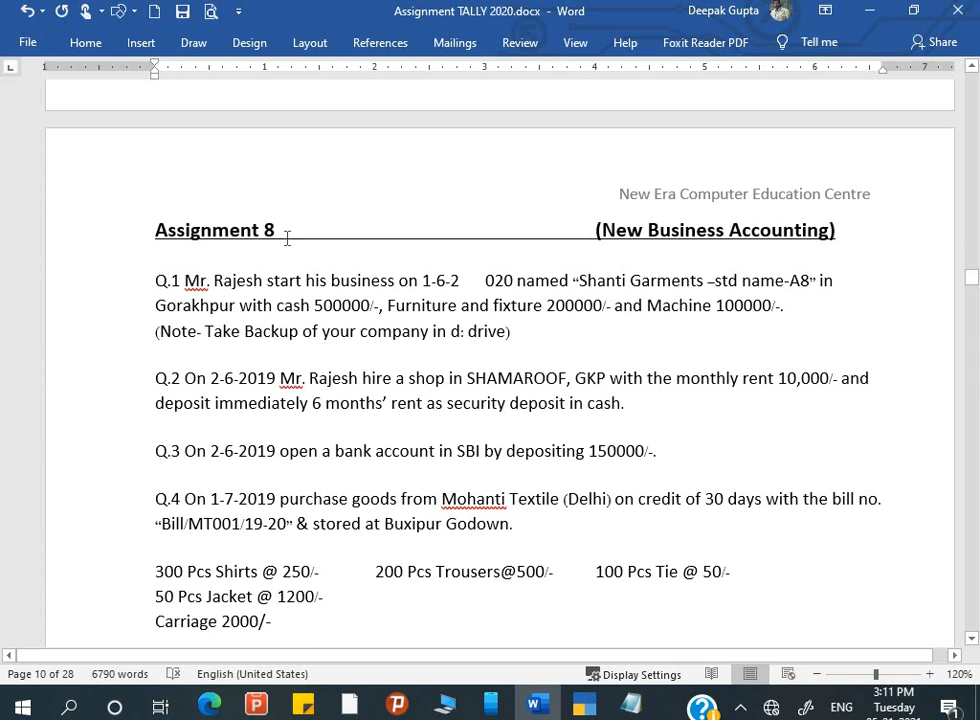 Assignment TALLY 2020.docx - Word
Deepak Gupta
File Home Insert Draw Design Layout References Mailings Review View Help Foxit Reader PDF Tell me Share
1 1 2 3 4 5 6 7
New Era Computer Education Centre
Assignment 8 (New Business Accounting)
Q.1 Mr. Rajesh start his business on 1-6-2 020 named “Shanti Garments –std name-A8” in
Gorakhpur with cash 500000/-, Furniture and fixture 200000/- and Machine 100000/-.
(Note- Take Backup of your company in d: drive)
Q.2 On 2-6-2019 Mr. Rajesh hire a shop in SHAMAROOF, GKP with the monthly rent 10,000/- and
deposit immediately 6 months’ rent as security deposit in cash.
Q.3 On 2-6-2019 open a bank account in SBI by depositing 150000/-.
Q.4 On 1-7-2019 purchase goods from Mohanti Textile (Delhi) on credit of 30 days with the bill no.
“Bill/MT001/19-20” & stored at Buxipur Godown.
300 Pcs Shirts @ 250/- 200 Pcs Trousers@500/- 100 Pcs Tie @ 50/-
50 Pcs Jacket @ 1200/-
Carriage 2000/-
Page 10 of 28 6790 words English (United States) Display Settings 120%
3:11 PM
ENG Tuesday